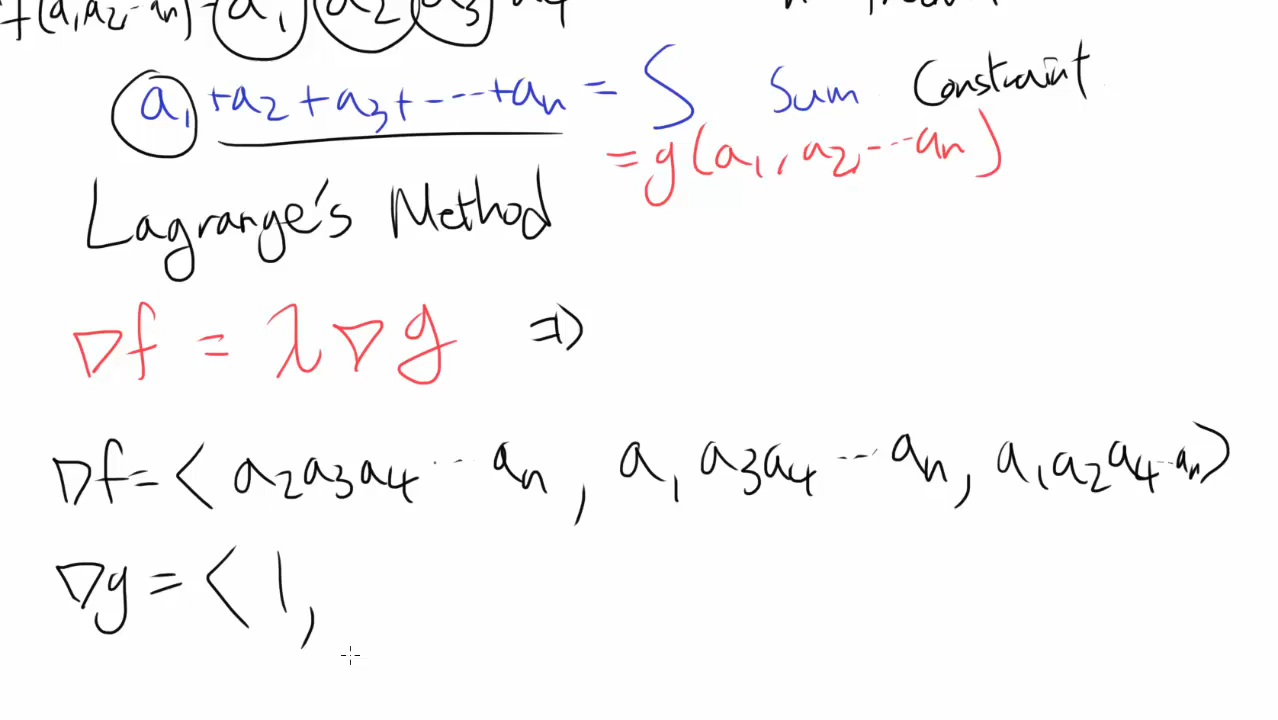 f(a1,a2,...an) = a1 a2 a3 a4
a1 + a2 + a3 + ... + an = S Sum Constraint
= g(a1, a2, ... an)
Lagrange's Method
∇f = λ∇g ⇒
∇f = < a2a3a4 ... an, a1 a3a4 ... an, a1a2a4..an>
∇g = < 1,